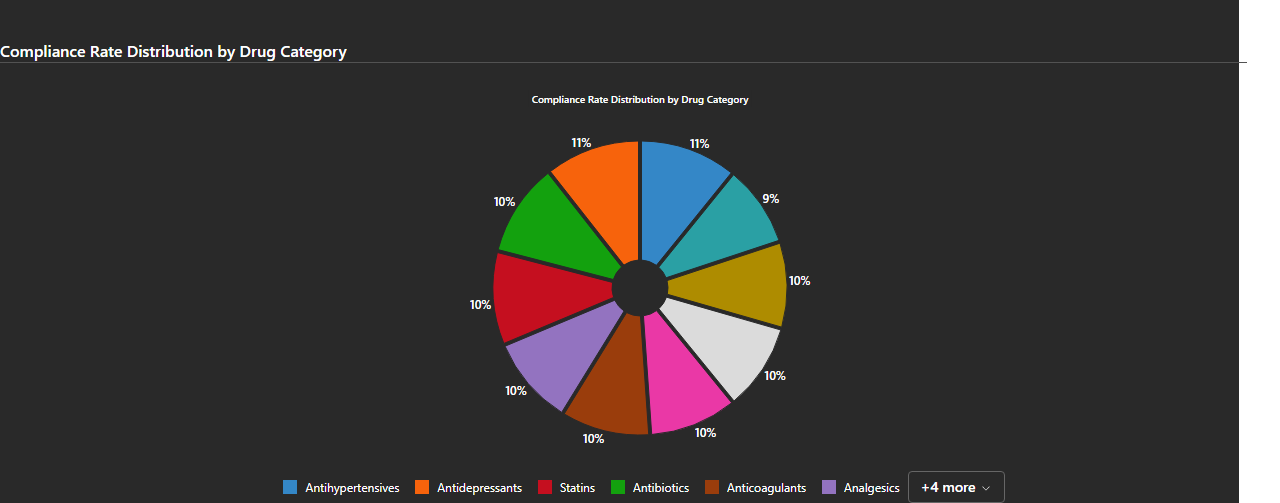 Compliance Rate Distribution by Drug Category
Compliance Rate Distribution by Drug Category
11%
11%
9%
10%
10%
10%
10%
10%
10%
10%
Antihypertensives
Antidepressants
Statins
Antibiotics
Anticoagulants
Analgesics
+4 more